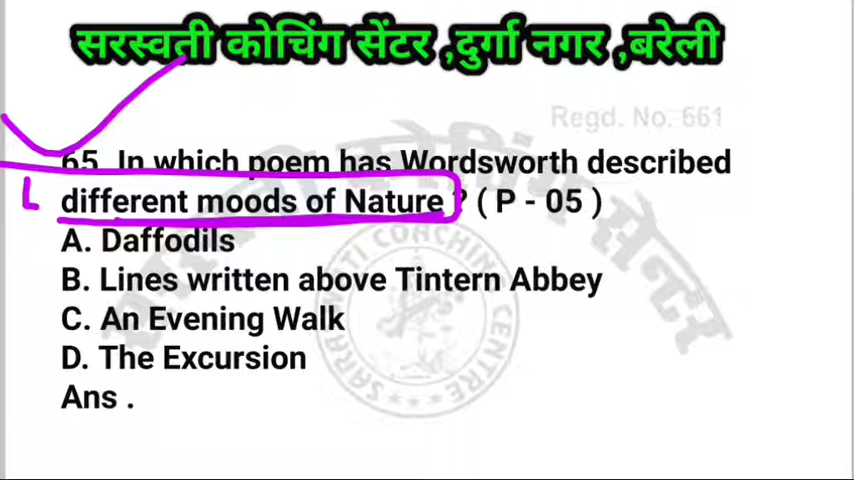 सरस्वती कोचिंग सेंटर ,दुर्गा नगर ,बरेली
Regd. No. 661
65. In which poem has Wordsworth described
different moods of Nature ? ( P - 05 )
A. Daffodils
B. Lines written above Tintern Abbey
C. An Evening Walk
D. The Excursion
Ans .